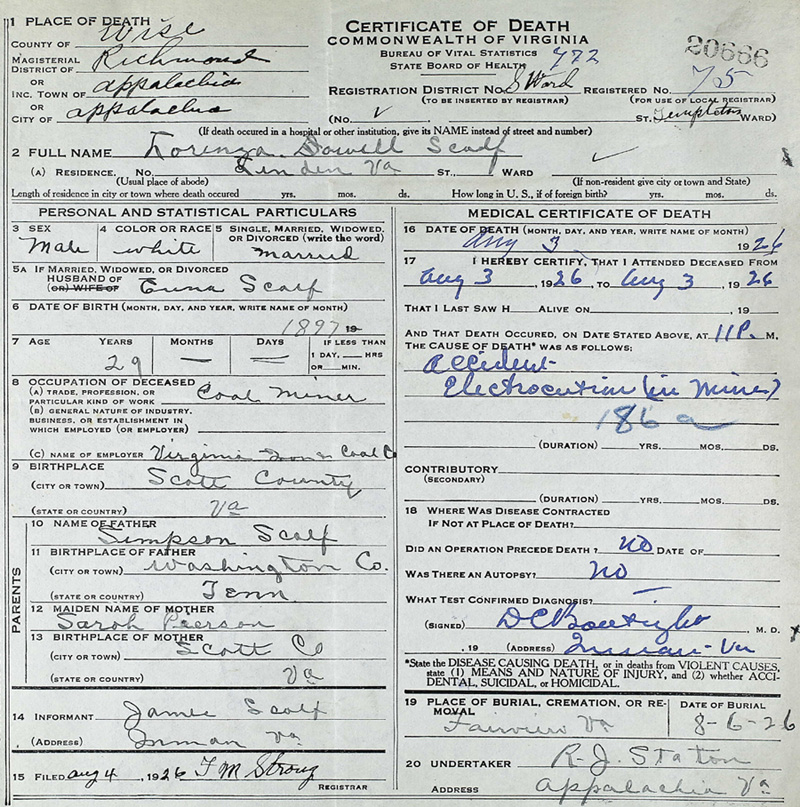 CERTIFICATE OF DEATH
COMMONWEALTH OF VIRGINIA
BUREAU OF VITAL STATISTICS
STATE BOARD OF HEALTH 972
20666
1 PLACE OF DEATH
COUNTY OF Wise
MAGISTERIAL DISTRICT OF Richmond
OR
INC. TOWN OF Appalachia
OR
CITY OF Appalachia
REGISTRATION DISTRICT NO. S Ward REGISTERED NO. 765
(TO BE INSERTED BY REGISTRAR) (FOR USE OF LOCAL REGISTRAR)
(NO. ST. WARD)
(If death occured in a hospital or other institution, give its NAME instead of street and number)
2 FULL NAME Lorenza Dowell Scalf
(A) RESIDENCE. NO. Linden Va ST., WARD
(Usual place of abode) (If non-resident give city or town and State)
Length of residence in city or town where death occured yrs. mos. ds. How long in U. S., if of foreign birth? yrs. mos. ds.
PERSONAL AND STATISTICAL PARTICULARS
3 SEX Male
4 COLOR OR RACE white
5 SINGLE, MARRIED, WIDOWED, OR DIVORCED (write the word) married
5A IF MARRIED, WIDOWED, OR DIVORCED
HUSBAND OF
(OR) WIFE OF Scalf
6 DATE OF BIRTH (MONTH, DAY, AND YEAR, WRITE NAME OF MONTH)
1897 19
7 AGE YEARS MONTHS DAYS IF LESS THAN
1 DAY, HRS
OR MIN.
29 — —
8 OCCUPATION OF DECEASED
(A) TRADE, PROFESSION, OR
PARTICULAR KIND OF WORK Coal Miner
(B) GENERAL NATURE OF INDUSTRY,
BUSINESS, OR ESTABLISHMENT IN
WHICH EMPLOYED (OR EMPLOYER)
(C) NAME OF EMPLOYER Virginia Iron Coal C
9 BIRTHPLACE
(CITY OR TOWN) Scott County
(STATE OR COUNTRY) Va
PARENTS
10 NAME OF FATHER
Simpson Scalf
11 BIRTHPLACE OF FATHER
(CITY OR TOWN) Washington Co.
(STATE OR COUNTRY) Tenn
12 MAIDEN NAME OF MOTHER
Sarah Pierson
13 BIRTHPLACE OF MOTHER
(CITY OR TOWN) Scott Co
(STATE OR COUNTRY) Va
14 INFORMANT James Scalf
(ADDRESS) Inman Va
15 FILED Aug 4, 1926 F M Strong
REGISTRAR
MEDICAL CERTIFICATE OF DEATH
16 DATE OF DEATH (MONTH, DAY, AND YEAR, WRITE NAME OF MONTH)
Aug 3 1926
17 I HEREBY CERTIFY, THAT I ATTENDED DECEASED FROM
Aug 3, 1926, TO Aug 3, 1926
THAT I LAST SAW H ALIVE ON , 19
AND THAT DEATH OCCURED, ON DATE STATED ABOVE, AT 11P. M.
THE CAUSE OF DEATH* WAS AS FOLLOWS:
Accident
Electrocution (in Mines)
186a
(DURATION) YRS. MOS. DS.
CONTRIBUTORY
(SECONDARY)
(DURATION) YRS. MOS. DS.
18 WHERE WAS DISEASE CONTRACTED
IF NOT AT PLACE OF DEATH?
DID AN OPERATION PRECEDE DEATH? NO DATE OF
WAS THERE AN AUTOPSY? NO
WHAT TEST CONFIRMED DIAGNOSIS? —
(SIGNED) D C Boatright M. D.
, 19 (ADDRESS) Inman - Va
*State the DISEASE CAUSING DEATH, or in deaths from VIOLENT CAUSES,
state (1) MEANS AND NATURE OF INJURY, and (2) whether ACCI-
DENTAL, SUICIDAL, or HOMICIDAL.
19 PLACE OF BURIAL, CREMATION, OR RE-
MOVAL
Fairview Va
DATE OF BURIAL
8-6-26
20 UNDERTAKER R. J. Staton
ADDRESS Appalachia Va